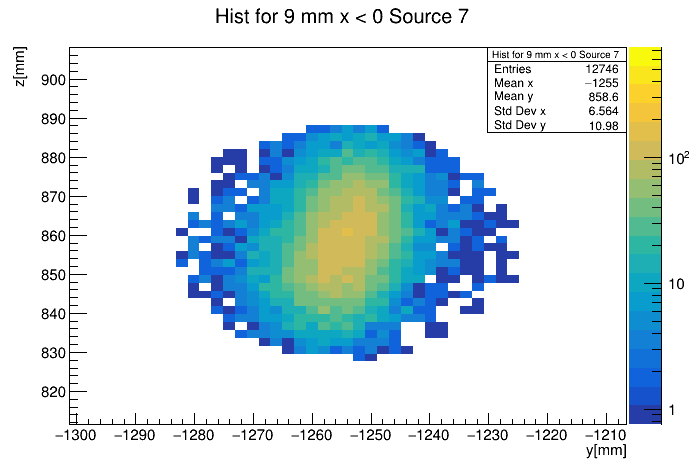 Hist for 9 mm x < 0 Source 7
z[mm]
Hist for 9 mm x < 0 Source 7
Entries 12746
Mean x −1255
Mean y 858.6
Std Dev x 6.564
Std Dev y 10.98
900
890
880
870
860
850
840
830
820
10²
10
1
−1300 −1290 −1280 −1270 −1260 −1250 −1240 −1230 −1220 −1210
y[mm]